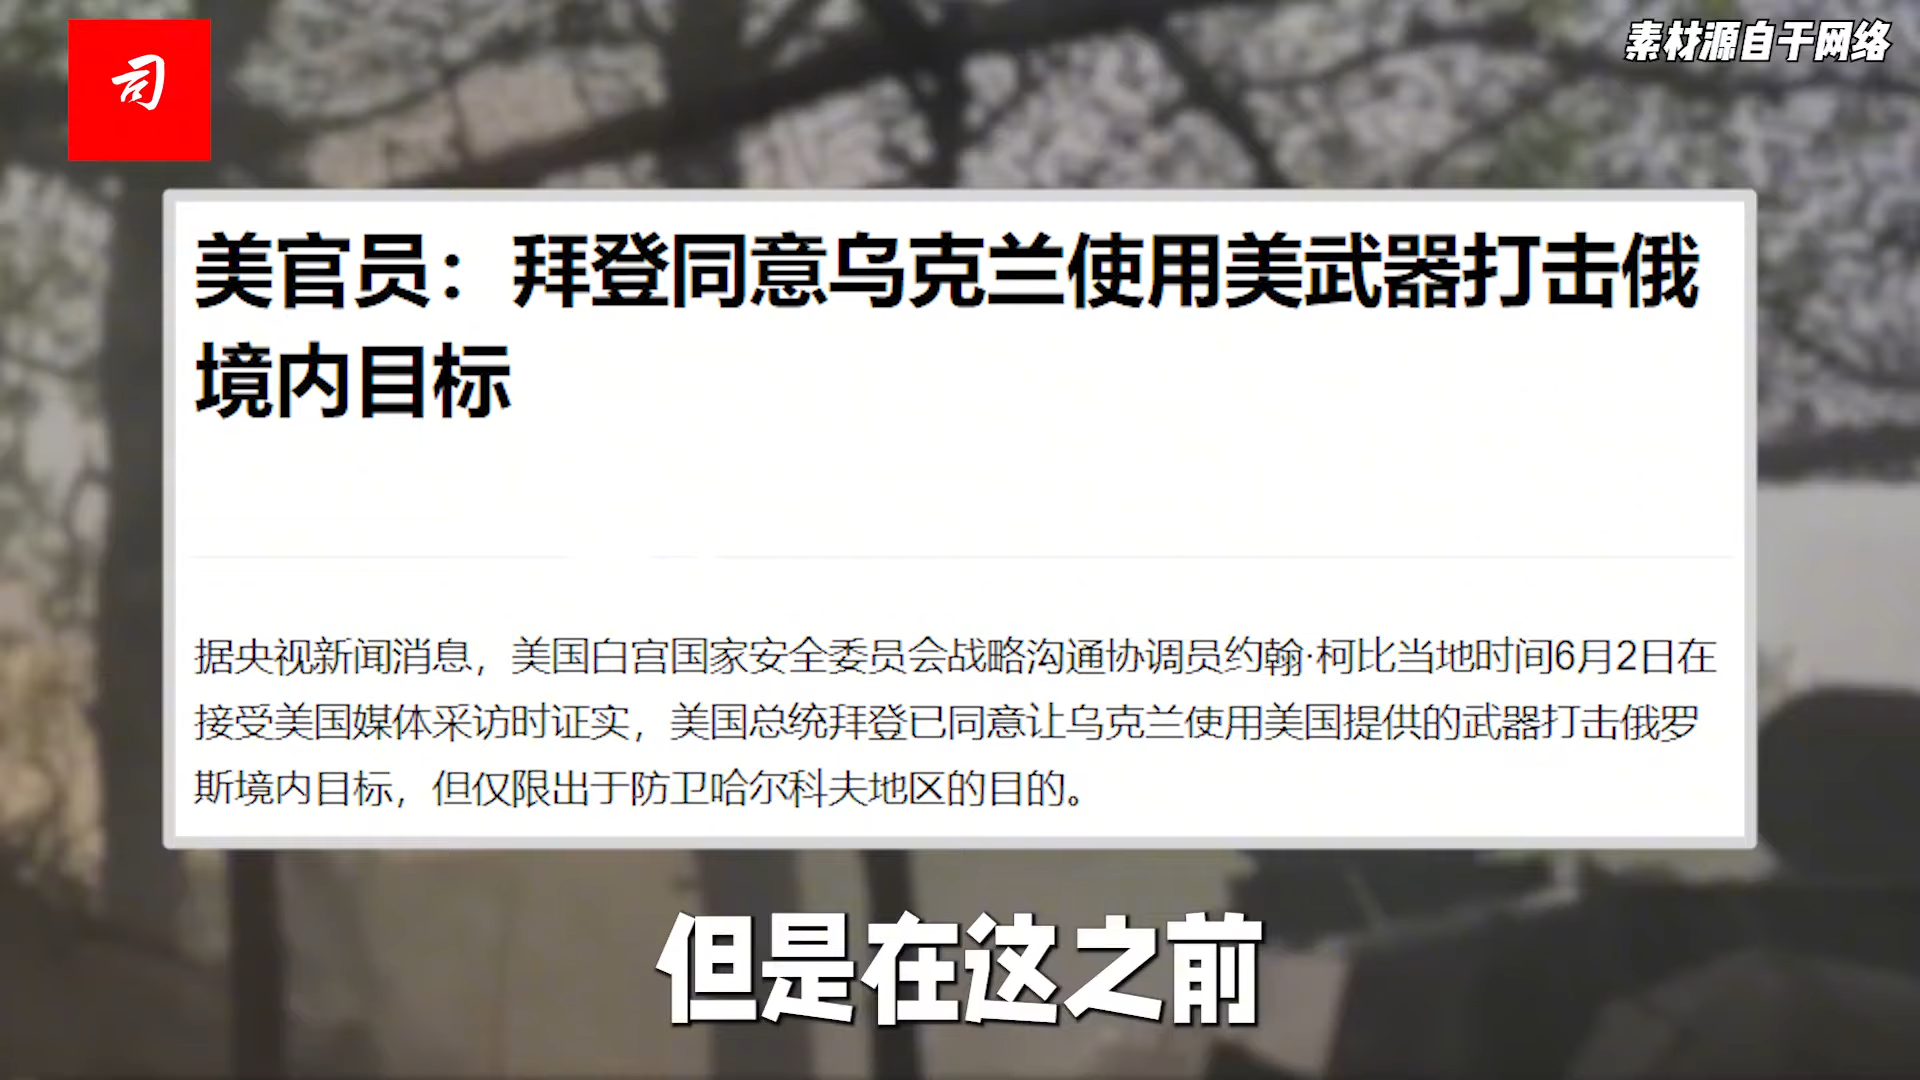 司
素材源自于网络
美官员：拜登同意乌克兰使用美武器打击俄
境内目标
据央视新闻消息，美国白宫国家安全委员会战略沟通协调员约翰·柯比当地时间6月2日在
接受美国媒体采访时证实，美国总统拜登已同意让乌克兰使用美国提供的武器打击俄罗
斯境内目标，但仅限出于防卫哈尔科夫地区的目的。
但是在这之前